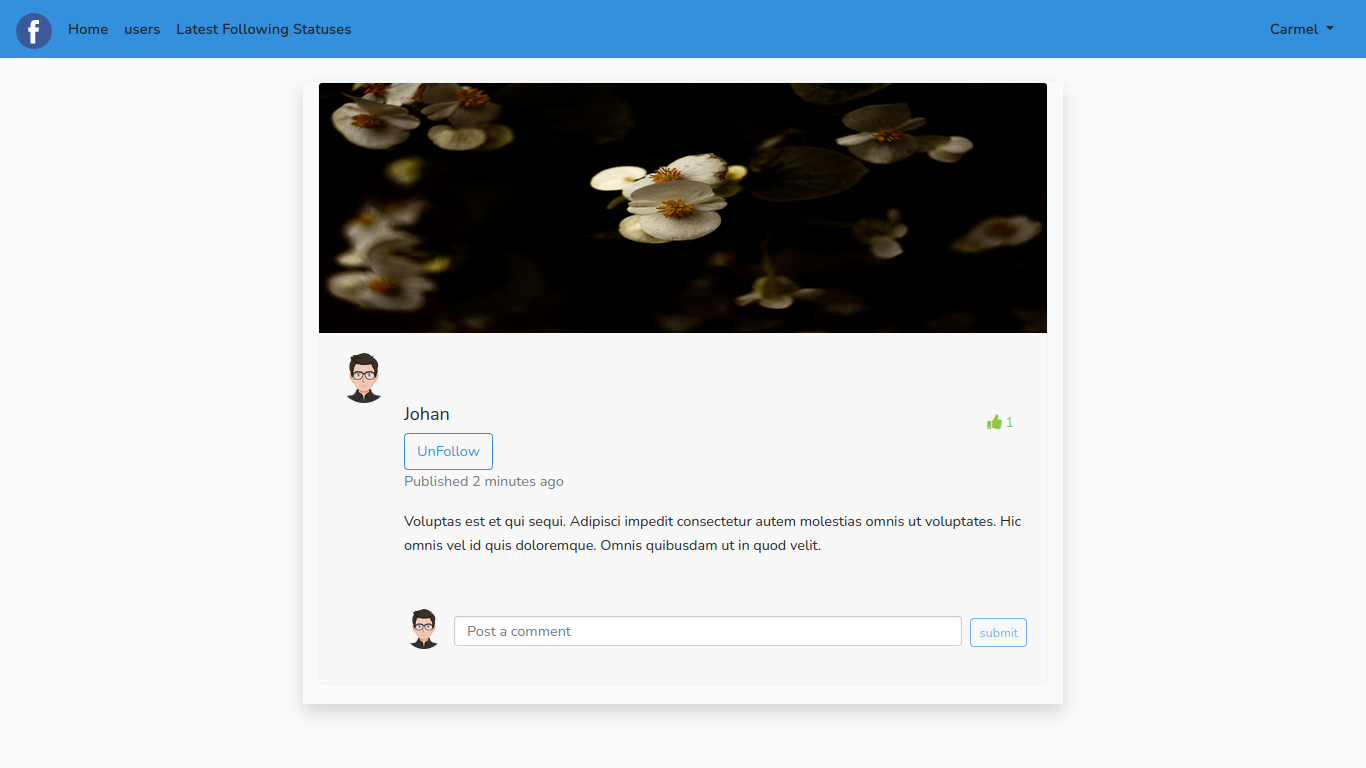 f Home users Latest Following Statuses Carmel
Johan
1
UnFollow
Published 2 minutes ago
Voluptas est et qui sequi. Adipisci impedit consectetur autem molestias omnis ut voluptates. Hic
omnis vel id quis doloremque. Omnis quibusdam ut in quod velit.
Post a comment submit